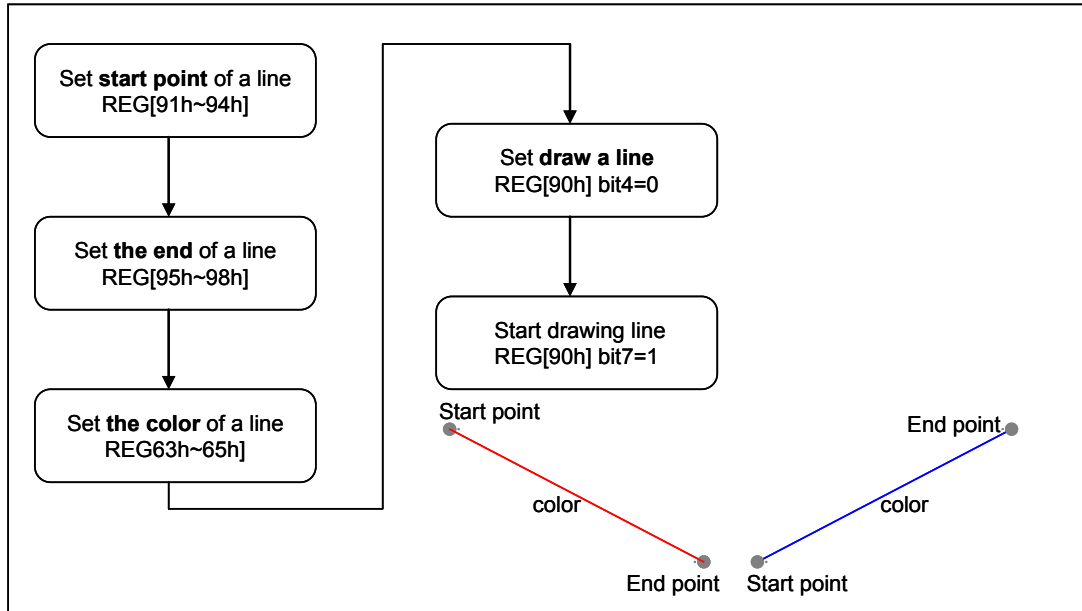 Set start point of a line
REG[91h~94h]
Set the end of a line
REG[95h~98h]
Set the color of a line
REG63h~65h]
Set draw a line
REG[90h] bit4=0
Start drawing line
REG[90h] bit7=1
Start point
color
End point
End point
color
Start point